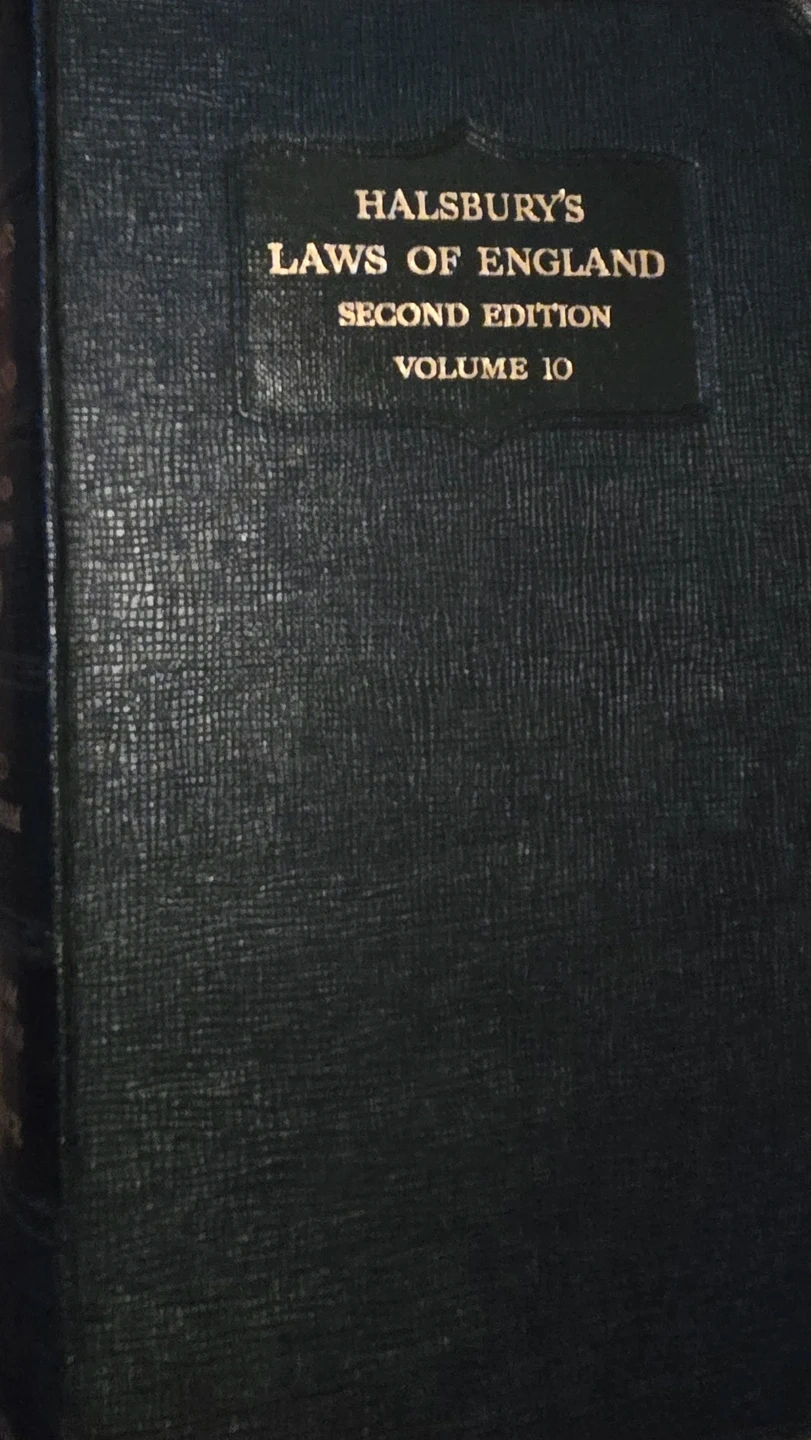 HALSBURY'S
LAWS OF ENGLAND
SECOND EDITION
VOLUME 10